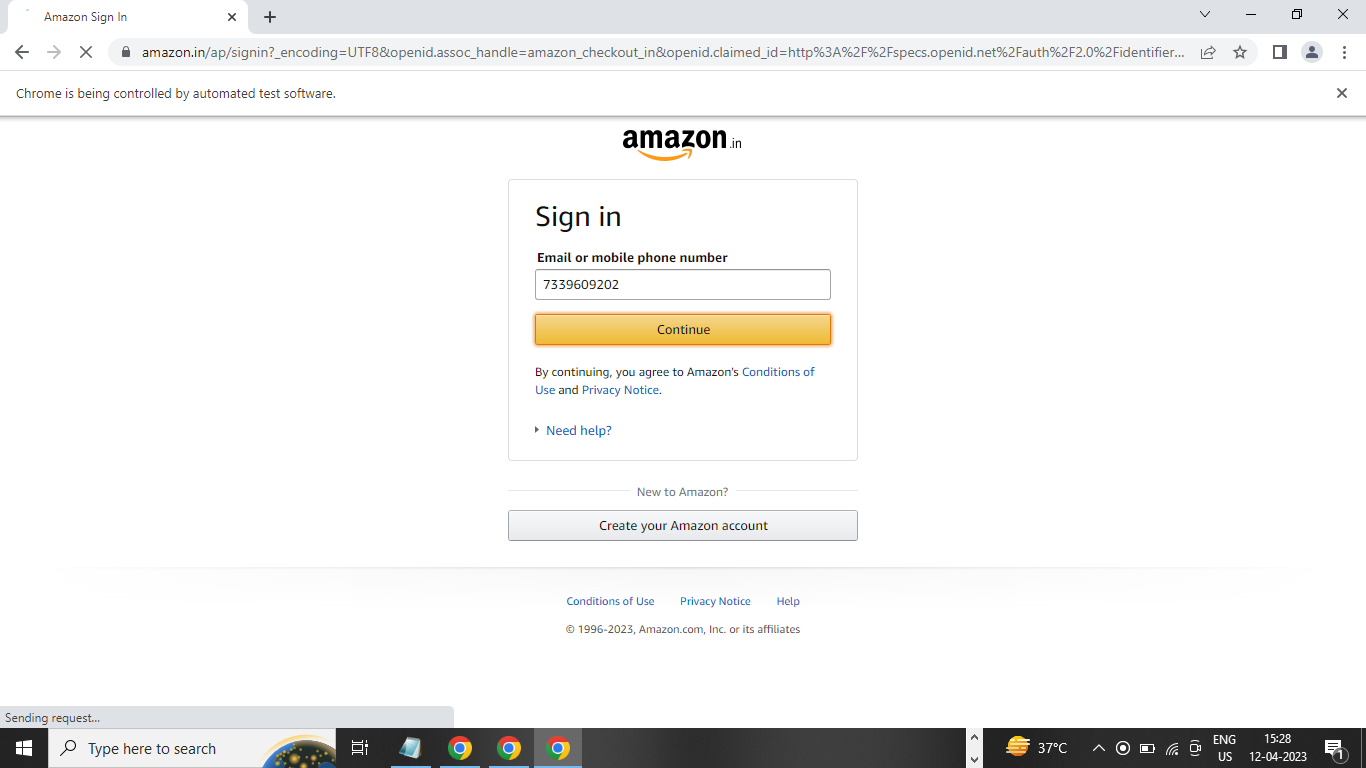 Amazon Sign In
amazon.in/ap/signin?_encoding=UTF8&openid.assoc_handle=amazon_checkout_in&openid.claimed_id=http%3A%2F%2Fspecs.openid.net%2Fauth%2F2.0%2Fidentifier...
Chrome is being controlled by automated test software.
amazon.in
Sign in
Email or mobile phone number
7339609202
Continue
By continuing, you agree to Amazon's Conditions of
Use and Privacy Notice.
Need help?
New to Amazon?
Create your Amazon account
Conditions of Use Privacy Notice Help
© 1996-2023, Amazon.com, Inc. or its affiliates
Sending request...
Type here to search
37°C
ENG
US
15:28
12-04-2023
1